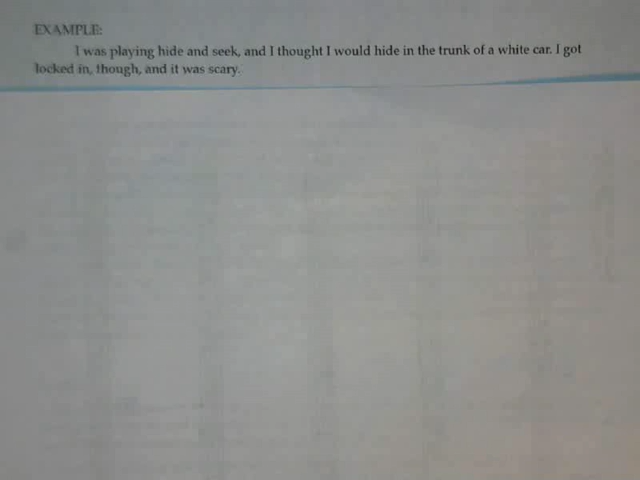 EXAMPLE:
I was playing hide and seek, and I thought I would hide in the trunk of a white car. I got
locked in, though, and it was scary.